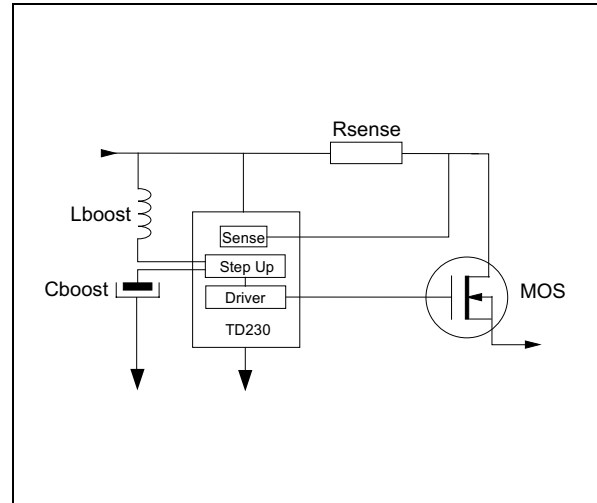 Rsense
Lboost
Sense
Step Up
Cboost
Driver
MOS
TD230